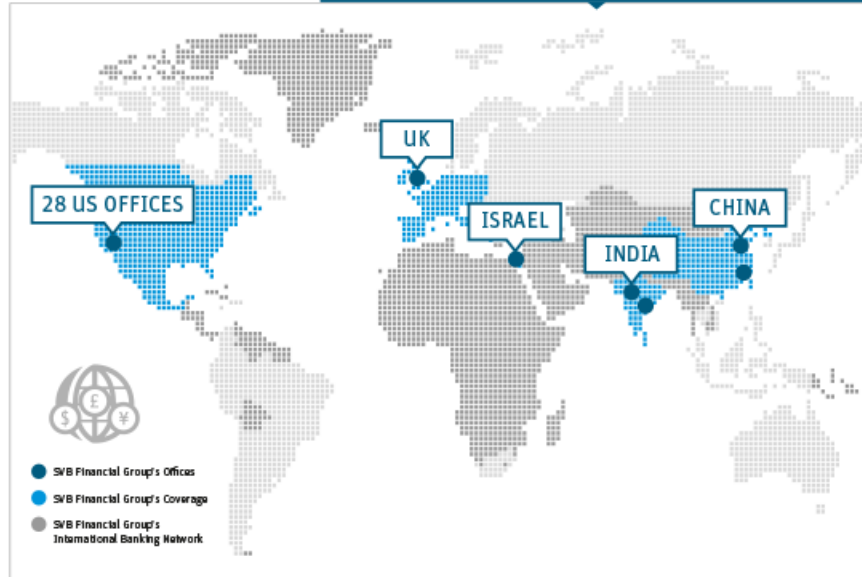 UK
28 US OFFICES
ISRAEL
CHINA
INDIA
$
£
¥
SVB Financial Group's Offices
SVB Financial Group's Coverage
SVB Financial Group's
International Banking Network